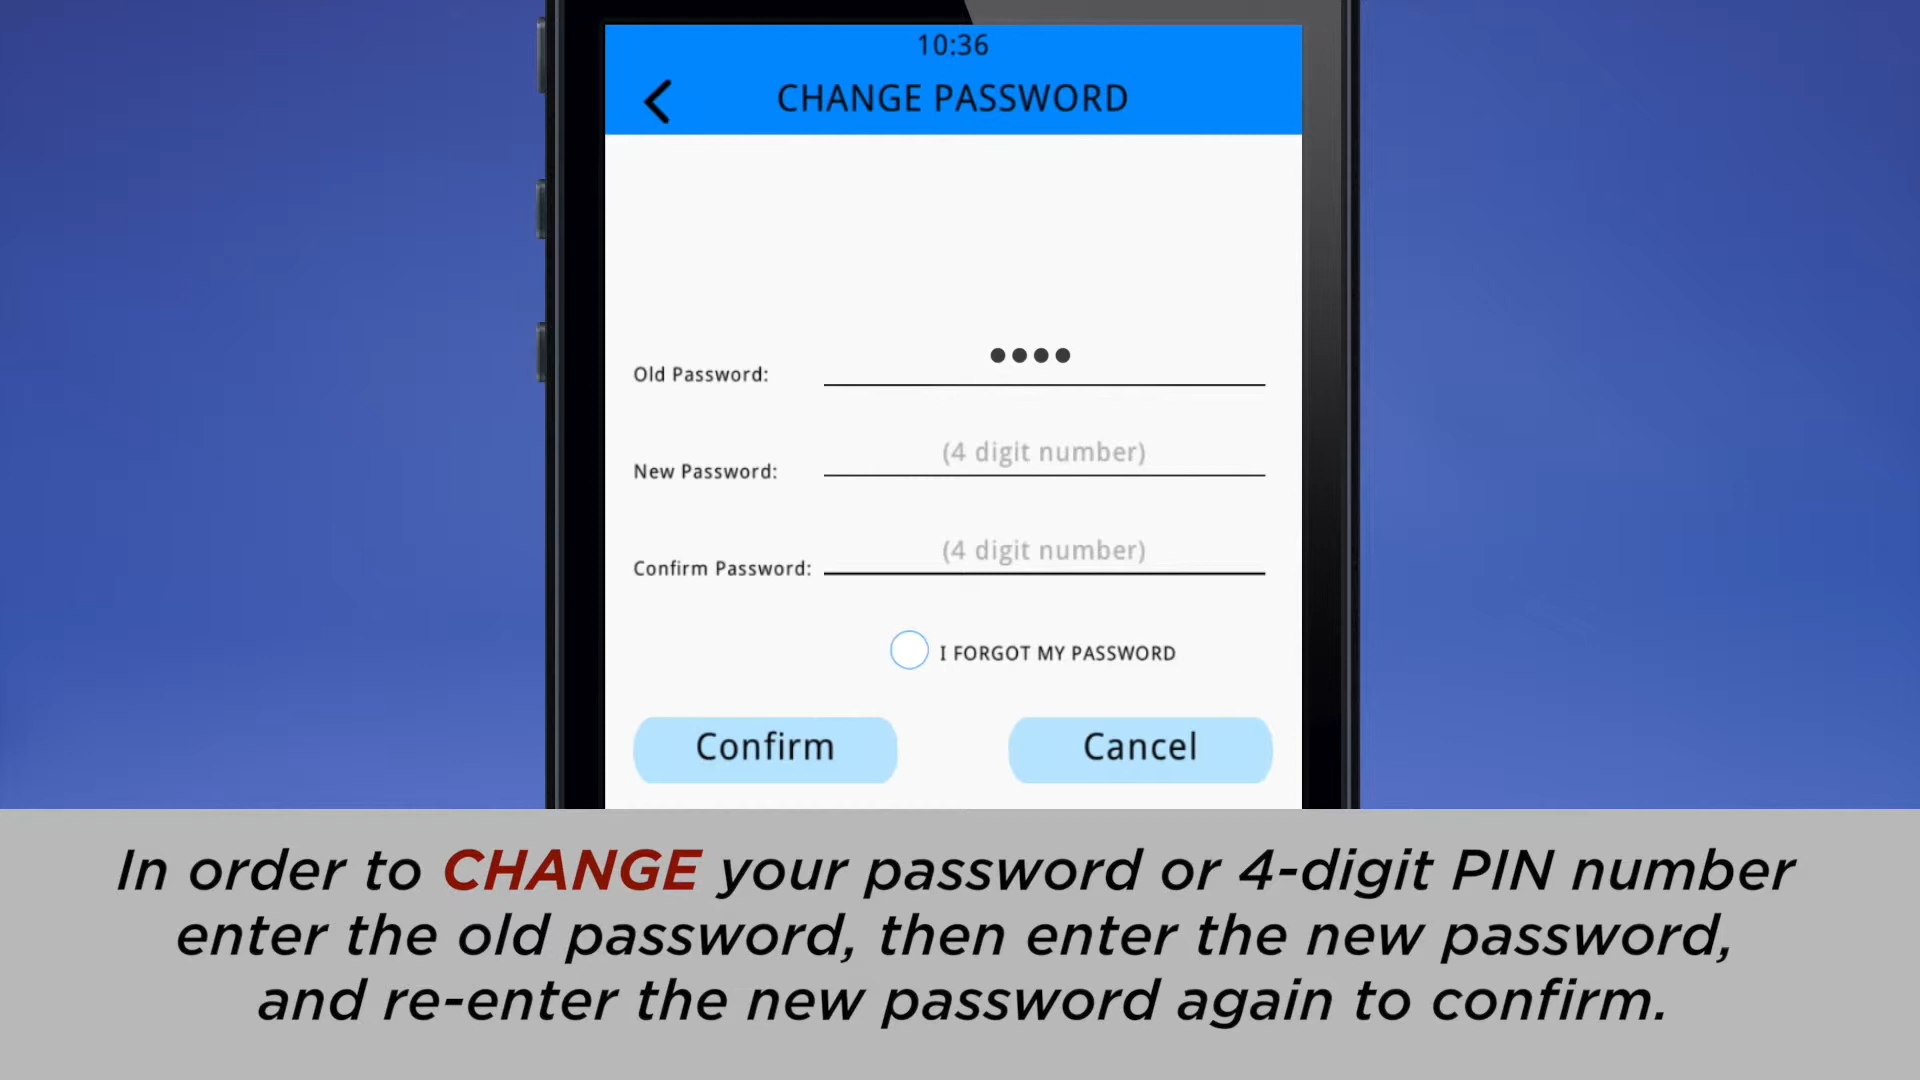 10:36
CHANGE PASSWORD
Old Password: ••••
New Password: (4 digit number)
Confirm Password: (4 digit number)
I FORGOT MY PASSWORD
Confirm Cancel
In order to CHANGE your password or 4-digit PIN number
enter the old password, then enter the new password,
and re-enter the new password again to confirm.